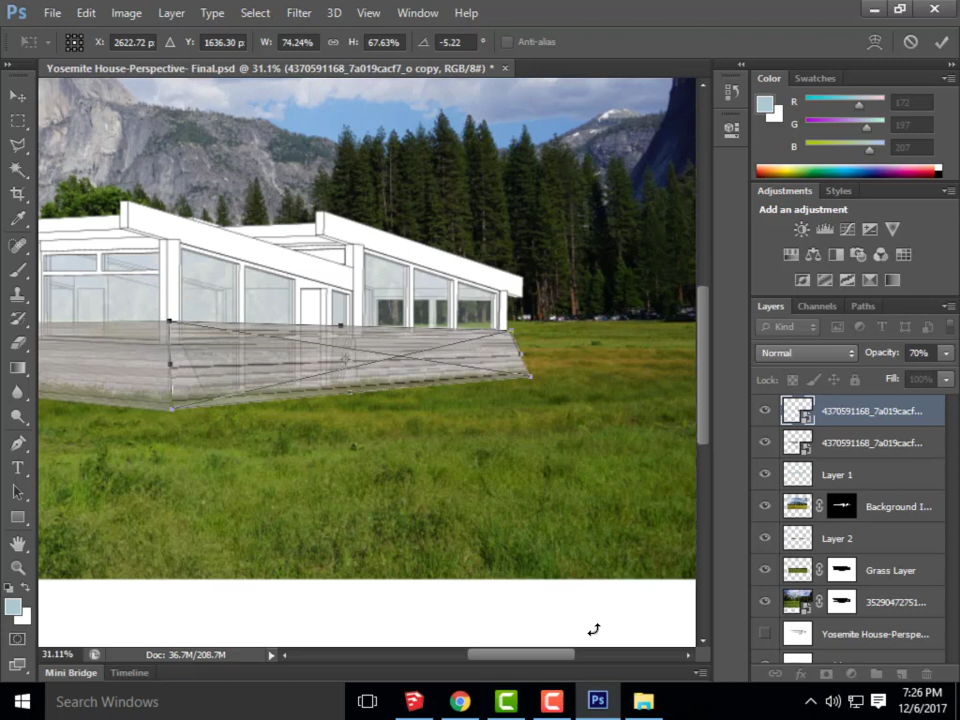 Ps File Edit Image Layer Type Select Filter 3D View Window Help
X: 2622.72 p: Y: 1636.30 p: W: 74.24% H: 67.63% -5.22 ° Anti-alias
Yosemite House-Perspective- Final.psd @ 31.1% (4370591168_7a019cacf7_o copy, RGB/8#) * ×
Color Swatches
R 172
G 197
B 207
Adjustments Styles
Add an adjustment
Layers Channels Paths
Kind
Normal Opacity: 70%
Lock: Fill: 100%
4370591168_7a019cacf...
4370591168_7a019cacf...
Layer 1
Background I...
Layer 2
Grass Layer
35290472751...
Yosemite House-Perspe...
31.11% Doc: 36.7M/208.7M
Mini Bridge Timeline
Search Windows
Ps
7:26 PM
12/6/2017